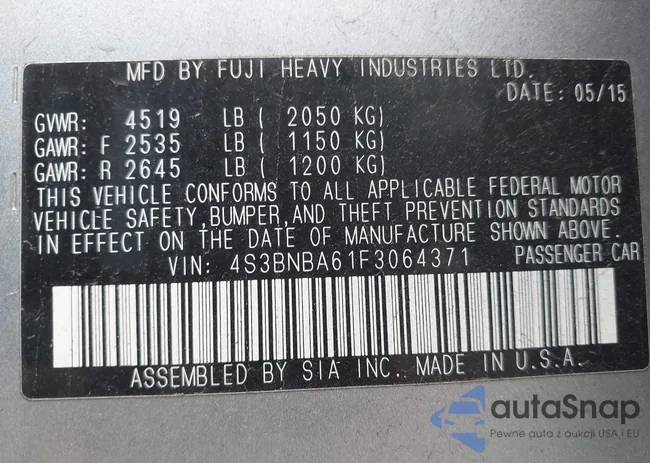 MFD BY FUJI HEAVY INDUSTRIES LTD.
DATE: 05/15
GVWR: 4519 LB ( 2050 KG)
GAWR: F 2535 LB ( 1150 KG)
GAWR: R 2645 LB ( 1200 KG)
THIS VEHICLE CONFORMS TO ALL APPLICABLE FEDERAL MOTOR
VEHICLE SAFETY,BUMPER,AND THEFT PREVENTION STANDARDS
IN EFFECT ON THE DATE OF MANUFACTURE SHOWN ABOVE.
VIN: 4S3BNBA61F3064371 PASSENGER CAR
ASSEMBLED BY SIA INC. MADE IN U.S.A.
autaSnap
Pewne auta z aukcji USA i EU